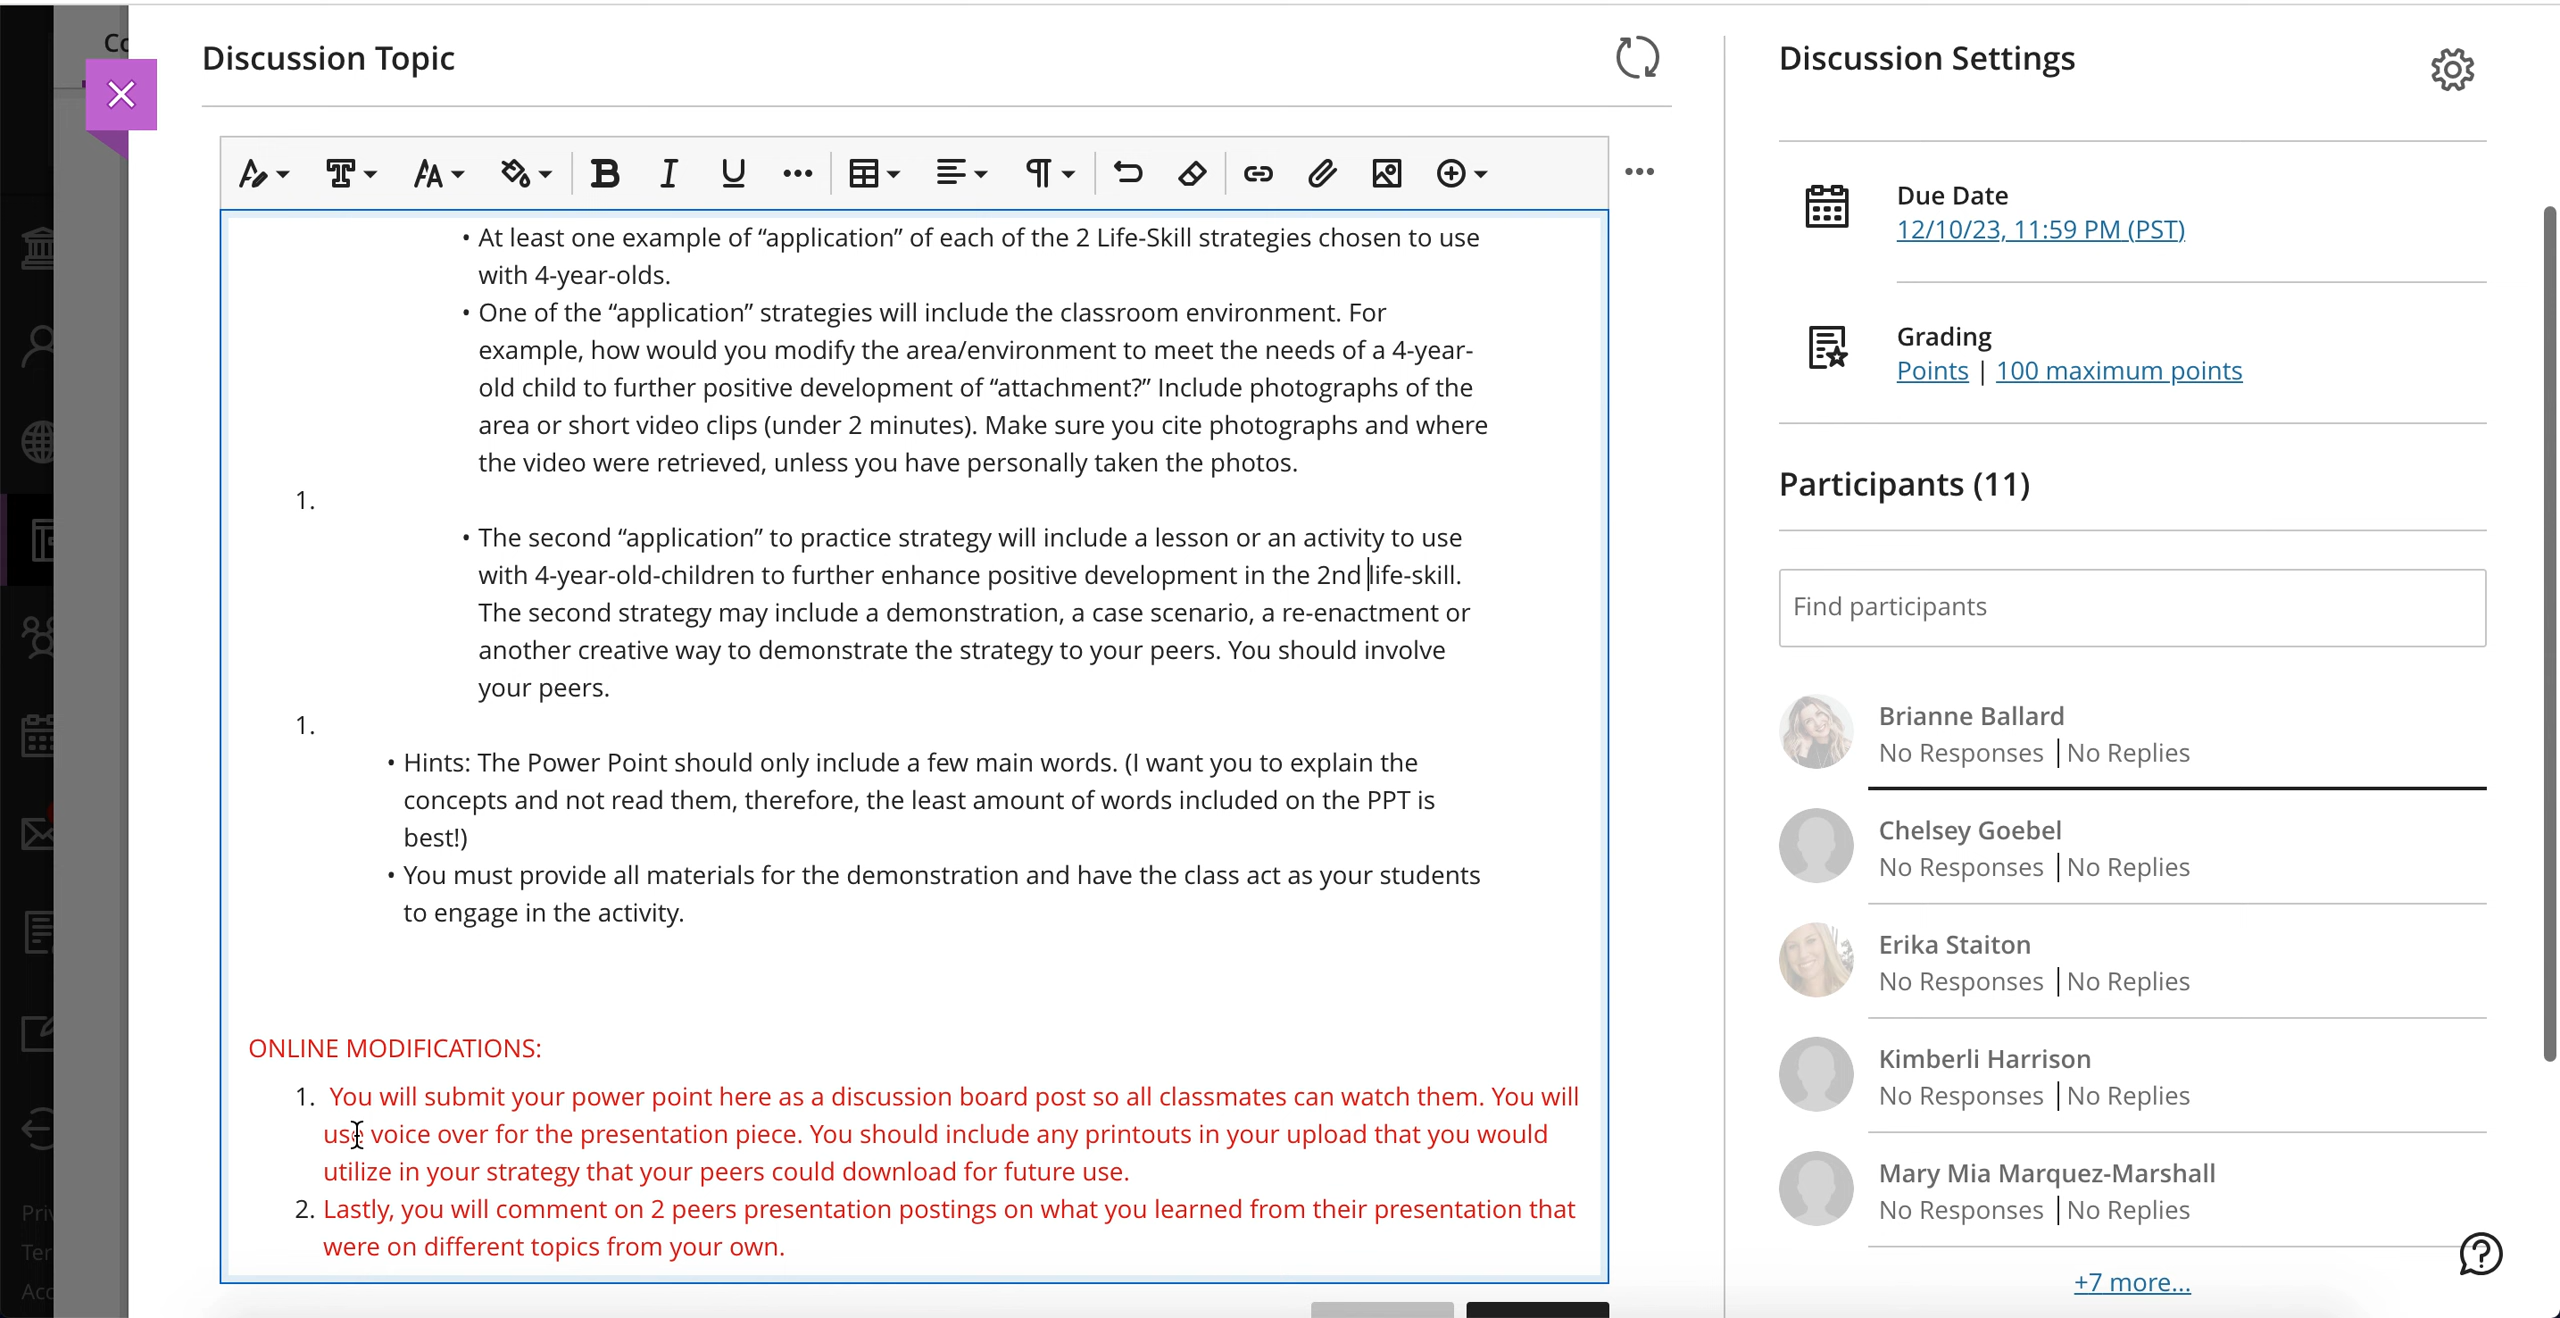 Co
Discussion Topic
• At least one example of “application” of each of the 2 Life-Skill strategies chosen to use
with 4-year-olds.
• One of the “application” strategies will include the classroom environment. For
example, how would you modify the area/environment to meet the needs of a 4-year-
old child to further positive development of “attachment?” Include photographs of the
area or short video clips (under 2 minutes). Make sure you cite photographs and where
the video were retrieved, unless you have personally taken the photos.
1.
• The second “application” to practice strategy will include a lesson or an activity to use
with 4-year-old-children to further enhance positive development in the 2nd life-skill.
The second strategy may include a demonstration, a case scenario, a re-enactment or
another creative way to demonstrate the strategy to your peers. You should involve
your peers.
1.
• Hints: The Power Point should only include a few main words. (I want you to explain the
concepts and not read them, therefore, the least amount of words included on the PPT is
best!)
• You must provide all materials for the demonstration and have the class act as your students
to engage in the activity.
ONLINE MODIFICATIONS:
1. You will submit your power point here as a discussion board post so all classmates can watch them. You will
use voice over for the presentation piece. You should include any printouts in your upload that you would
utilize in your strategy that your peers could download for future use.
2. Lastly, you will comment on 2 peers presentation postings on what you learned from their presentation that
were on different topics from your own.
Priv
Ter
Acc
Discussion Settings
Due Date
12/10/23, 11:59 PM (PST)
Grading
Points | 100 maximum points
Participants (11)
Find participants
Brianne Ballard
No Responses | No Replies
Chelsey Goebel
No Responses | No Replies
Erika Staiton
No Responses | No Replies
Kimberli Harrison
No Responses | No Replies
Mary Mia Marquez-Marshall
No Responses | No Replies
+7 more...